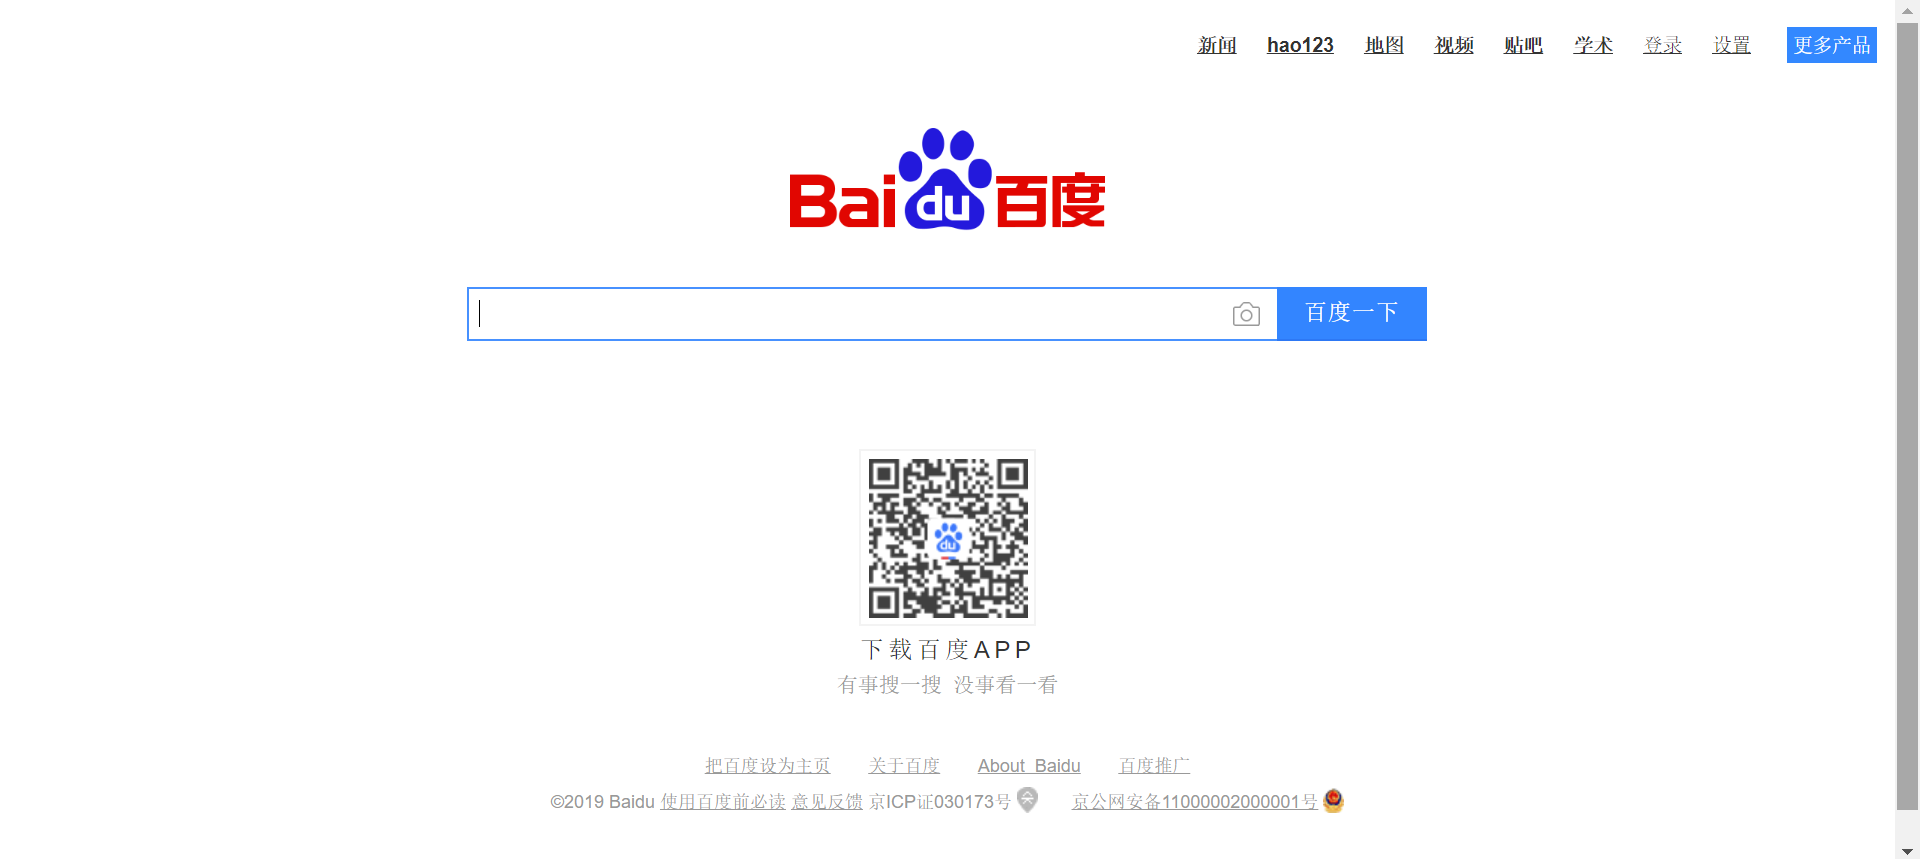 新闻 hao123 地图 视频 贴吧 学术 登录 设置 更多产品
Bai du 百度
百度一下
du
下载百度APP
有事搜一搜 没事看一看
把百度设为主页 关于百度 About Baidu 百度推广
©2019 Baidu 使用百度前必读 意见反馈 京ICP证030173号 京公网安备11000002000001号